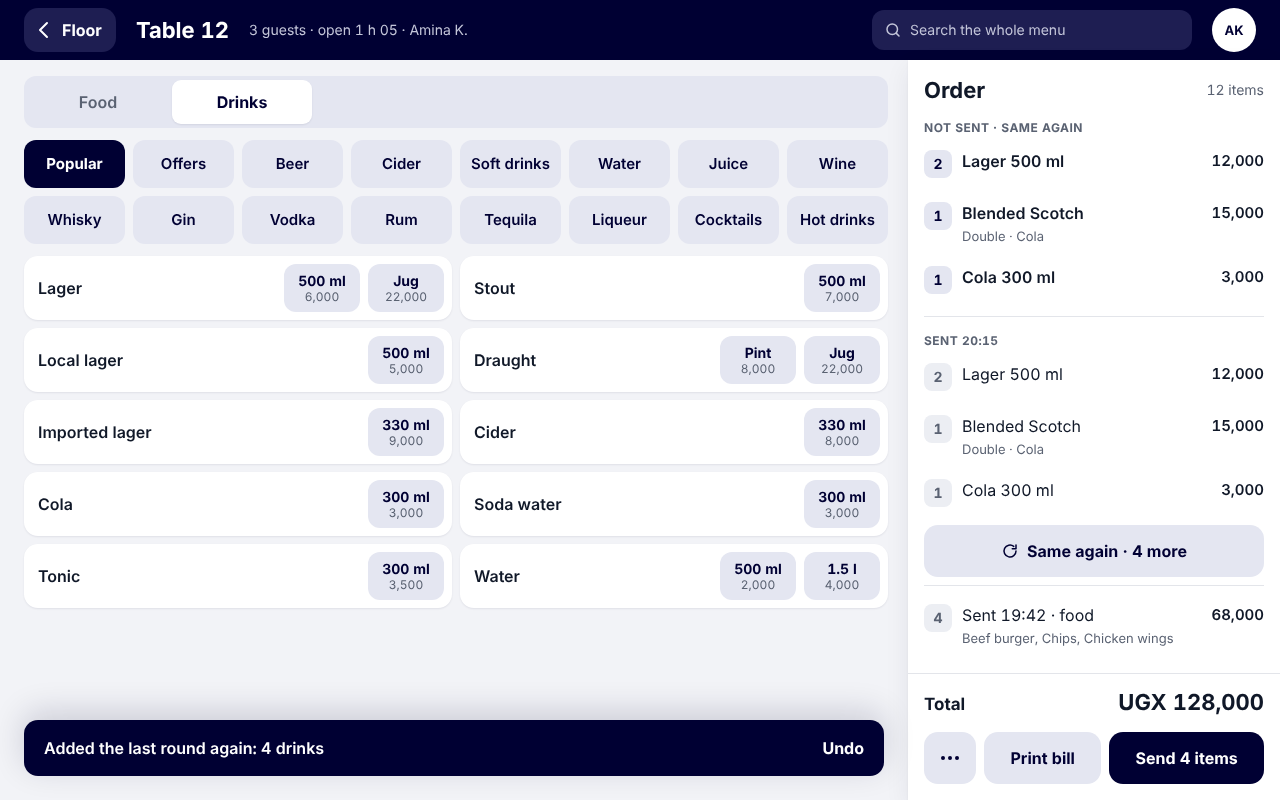 Floor
Table 12
3 guests · open 1 h 05 · Amina K.
Search the whole menu
AK
Food
Drinks
Popular
Offers
Beer
Cider
Soft drinks
Water
Juice
Wine
Whisky
Gin
Vodka
Rum
Tequila
Liqueur
Cocktails
Hot drinks
Lager
500 ml
6,000
Jug
22,000
Stout
500 ml
7,000
Local lager
500 ml
5,000
Draught
Pint
8,000
Jug
22,000
Imported lager
330 ml
9,000
Cider
330 ml
8,000
Cola
300 ml
3,000
Soda water
300 ml
3,000
Tonic
300 ml
3,500
Water
500 ml
2,000
1.5 l
4,000
Added the last round again: 4 drinks
Undo
Order
12 items
NOT SENT · SAME AGAIN
2 Lager 500 ml 12,000
1 Blended Scotch 15,000
Double · Cola
1 Cola 300 ml 3,000
SENT 20:15
2 Lager 500 ml 12,000
1 Blended Scotch 15,000
Double · Cola
1 Cola 300 ml 3,000
Same again · 4 more
4 Sent 19:42 · food 68,000
Beef burger, Chips, Chicken wings
Total UGX 128,000
Print bill
Send 4 items